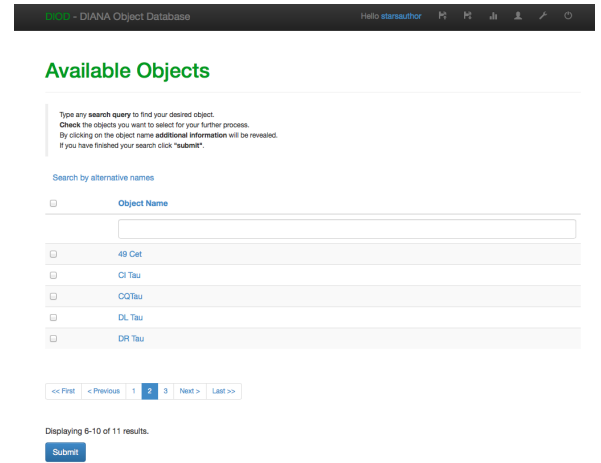 DIOD - DIANA Object Database Hello starsauthor
Available Objects
Type any search query to find your desired object.
Check the objects you want to select for your further process.
By clicking on the object name additional information will be revealed.
If you have finished your search click "submit".
Search by alternative names
Object Name
49 Cet
CI Tau
CQTau
DL Tau
DR Tau
<< First < Previous 1 2 3 Next > Last >>
Displaying 6-10 of 11 results.
Submit